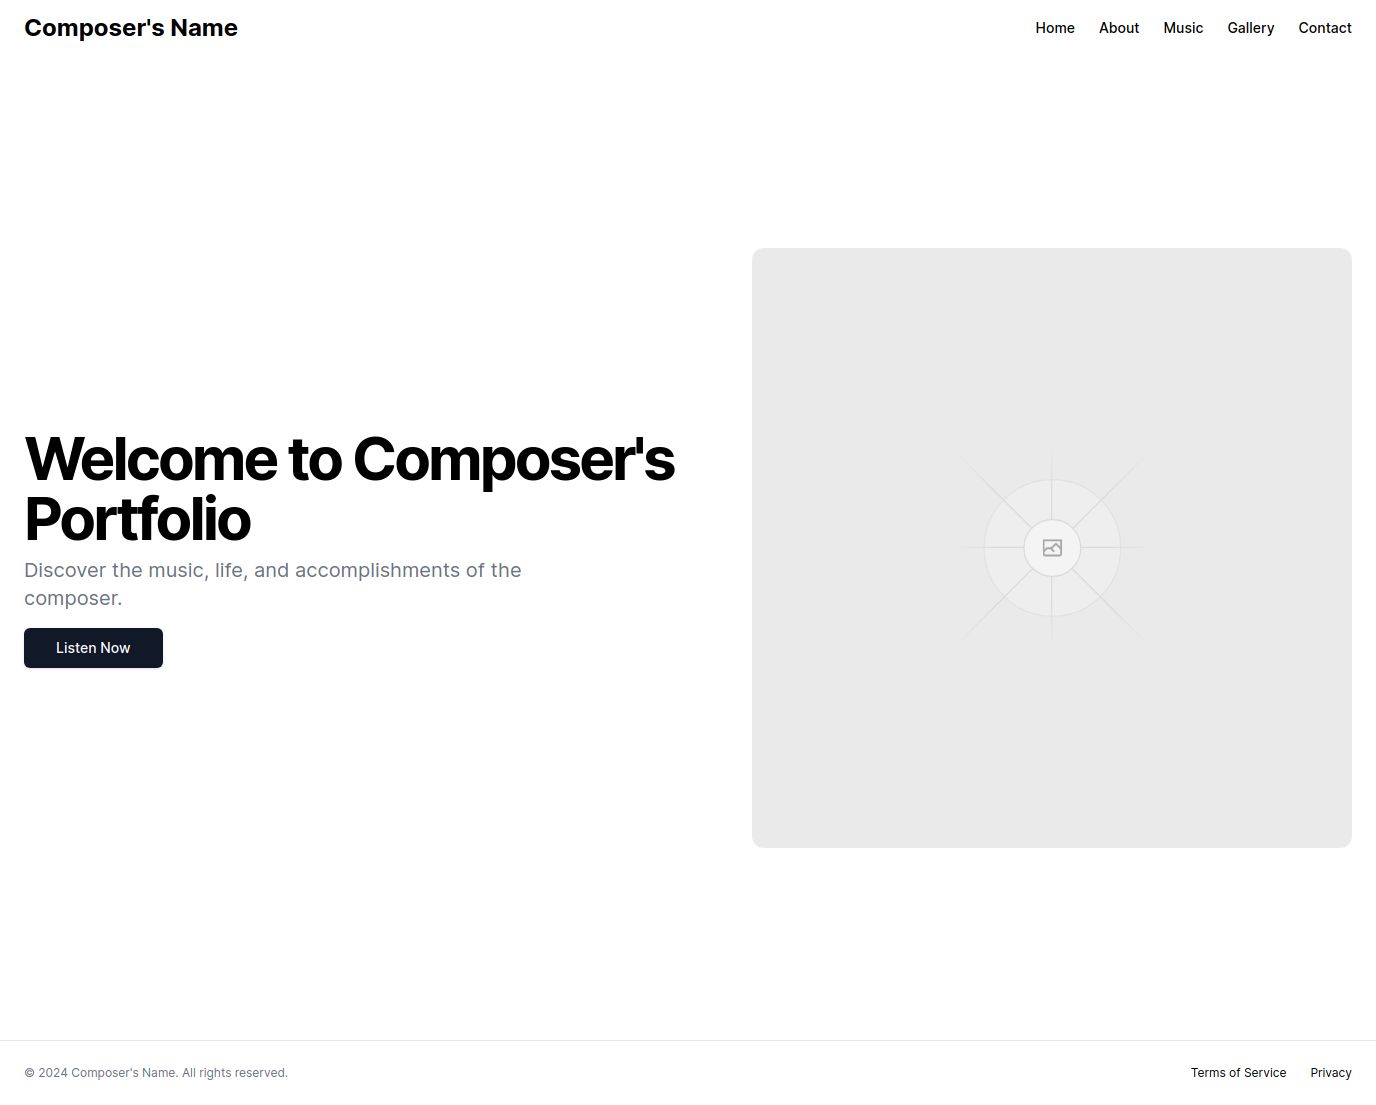 Composer's Name
Home About Music Gallery Contact
Welcome to Composer's
Portfolio
Discover the music, life, and accomplishments of the
composer.
Listen Now
© 2024 Composer's Name. All rights reserved.
Terms of Service Privacy